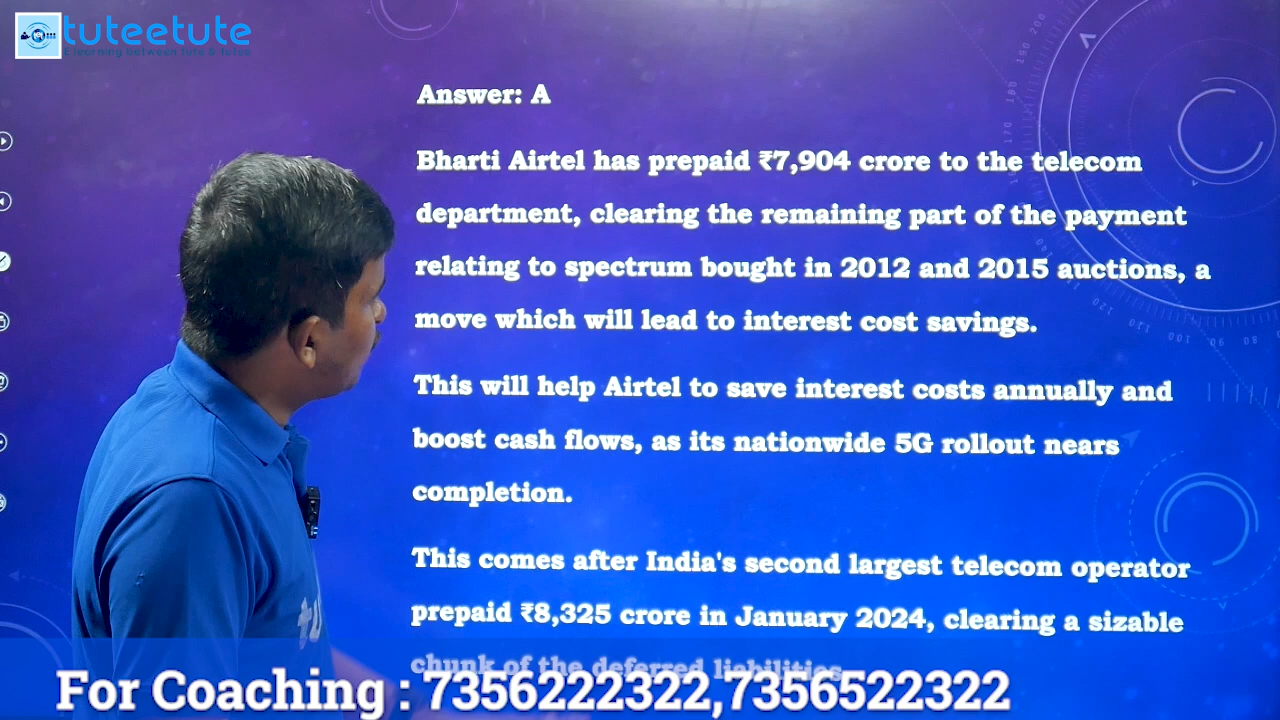 tuteetute
E learning between tute & tutes
Answer: A
Bharti Airtel has prepaid ₹7,904 crore to the telecom
department, clearing the remaining part of the payment
relating to spectrum bought in 2012 and 2015 auctions, a
move which will lead to interest cost savings.
This will help Airtel to save interest costs annually and
boost cash flows, as its nationwide 5G rollout nears
completion.
This comes after India's second largest telecom operator
prepaid ₹8,325 crore in January 2024, clearing a sizable
chunk of the deferred liabilities.
For Coaching : 7356222322,7356522322